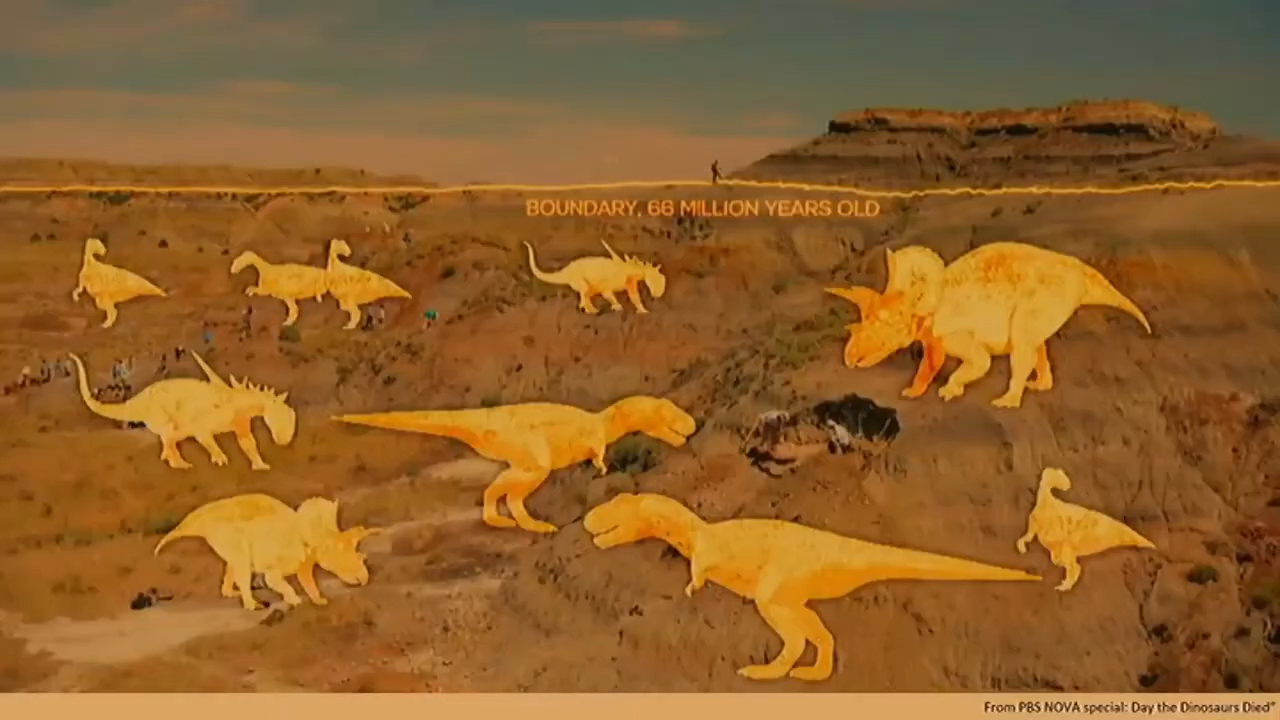 BOUNDARY, 66 MILLION YEARS OLD
From PBS NOVA special: Day the Dinosaurs Died"